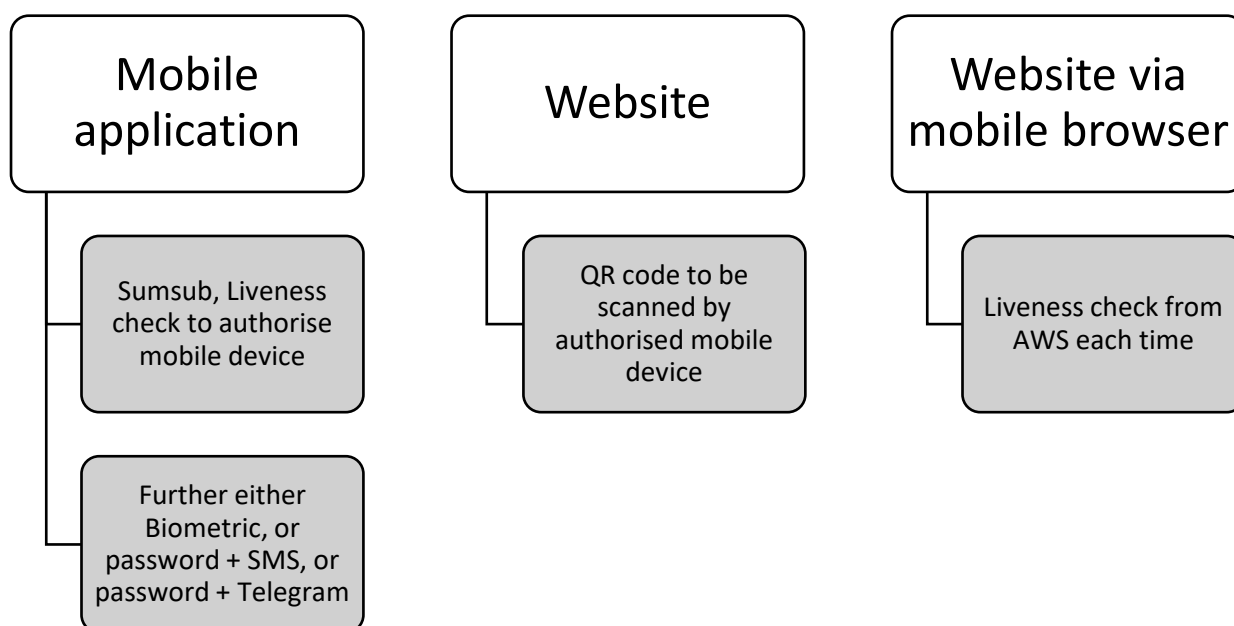 Mobile
application
Sumsub, Liveness
check to authorise
mobile device
Further either
Biometric, or
password + SMS, or
password + Telegram
Website
QR code to be
scanned by
authorised mobile
device
Website via
mobile browser
Liveness check from
AWS each time